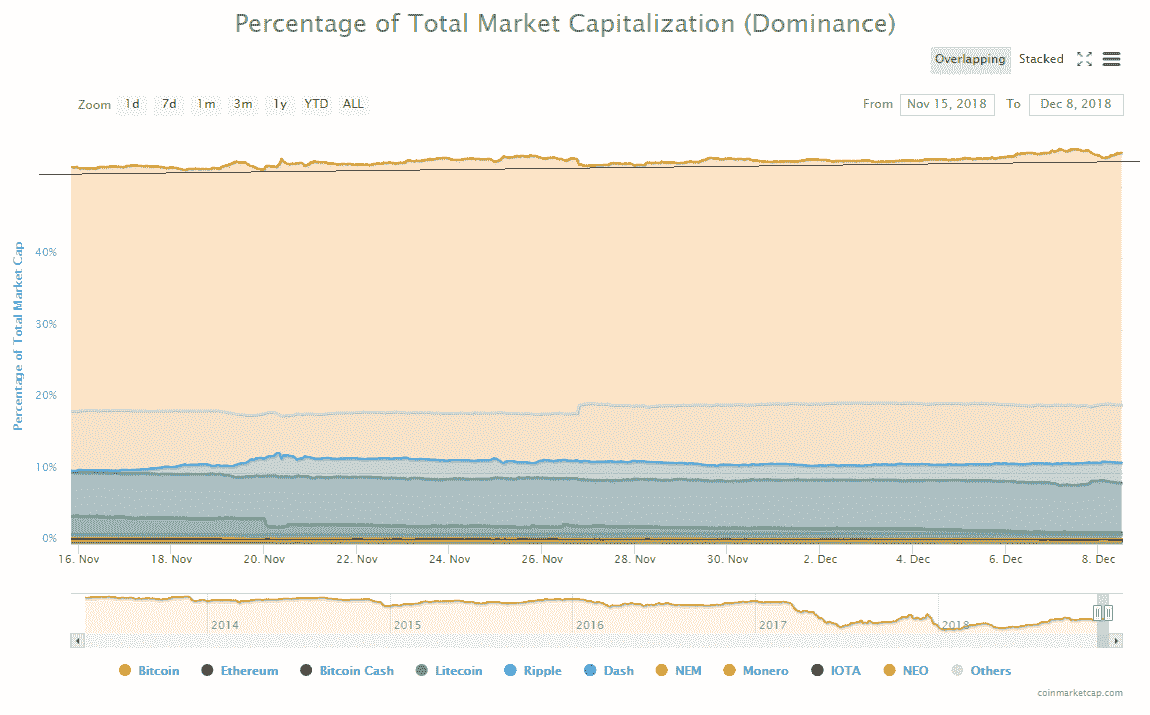 Percentage of Total Market Capitalization (Dominance)
Overlapping Stacked
Zoom 1d 7d 1m 3m 1y YTD ALL From Nov 15, 2018 To Dec 8, 2018
Percentage of Total Market Cap
40%
30%
20%
10%
0%
16. Nov 18. Nov 20. Nov 22. Nov 24. Nov 26. Nov 28. Nov 30. Nov 2. Dec 4. Dec 6. Dec 8. Dec
2014 2015 2016 2017 2018
Bitcoin Ethereum Bitcoin Cash Litecoin Ripple Dash NEM Monero IOTA NEO Others
coinmarketcap.com